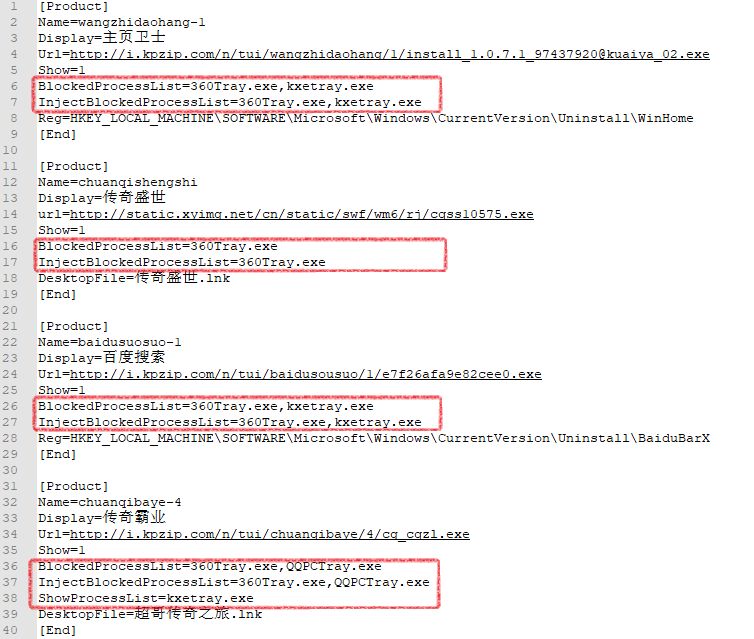 1 [Product]
2 Name=wangzhidaohang-1
3 Display=主页卫士
4 Url=http://i.kpzip.com/n/tui/wangzhidaohang/1/install_1.0.7.1_97437920@kuaiya_02.exe
5 Show=1
6 BlockedProcessList=360Tray.exe,kxetray.exe
7 InjectBlockedProcessList=360Tray.exe,kxetray.exe
8 Reg=HKEY_LOCAL_MACHINE\SOFTWARE\Microsoft\Windows\CurrentVersion\Uninstall\WinHome
9 [End]
10
11 [Product]
12 Name=chuanqishengshi
13 Display=传奇盛世
14 url=http://static.xyimg.net/cn/static/swf/wm6/rj/cqss10575.exe
15 Show=1
16 BlockedProcessList=360Tray.exe
17 InjectBlockedProcessList=360Tray.exe
18 DesktopFile=传奇盛世.lnk
19 [End]
20
21 [Product]
22 Name=baidusuosuo-1
23 Display=百度搜索
24 Url=http://i.kpzip.com/n/tui/baidusousuo/1/e7f26afa9e82cee0.exe
25 Show=1
26 BlockedProcessList=360Tray.exe,kxetray.exe
27 InjectBlockedProcessList=360Tray.exe,kxetray.exe
28 Reg=HKEY_LOCAL_MACHINE\SOFTWARE\Microsoft\Windows\CurrentVersion\Uninstall\BaiduBarX
29 [End]
30
31 [Product]
32 Name=chuanqibaye-4
33 Display=传奇霸业
34 Url=http://i.kpzip.com/n/tui/chuanqibaye/4/cq_cqzl.exe
35 Show=1
36 BlockedProcessList=360Tray.exe,QQPCTray.exe
37 InjectBlockedProcessList=360Tray.exe,QQPCTray.exe
38 ShowProcessList=kxetray.exe
39 DesktopFile=超哥传奇之旅.lnk
40 [End]